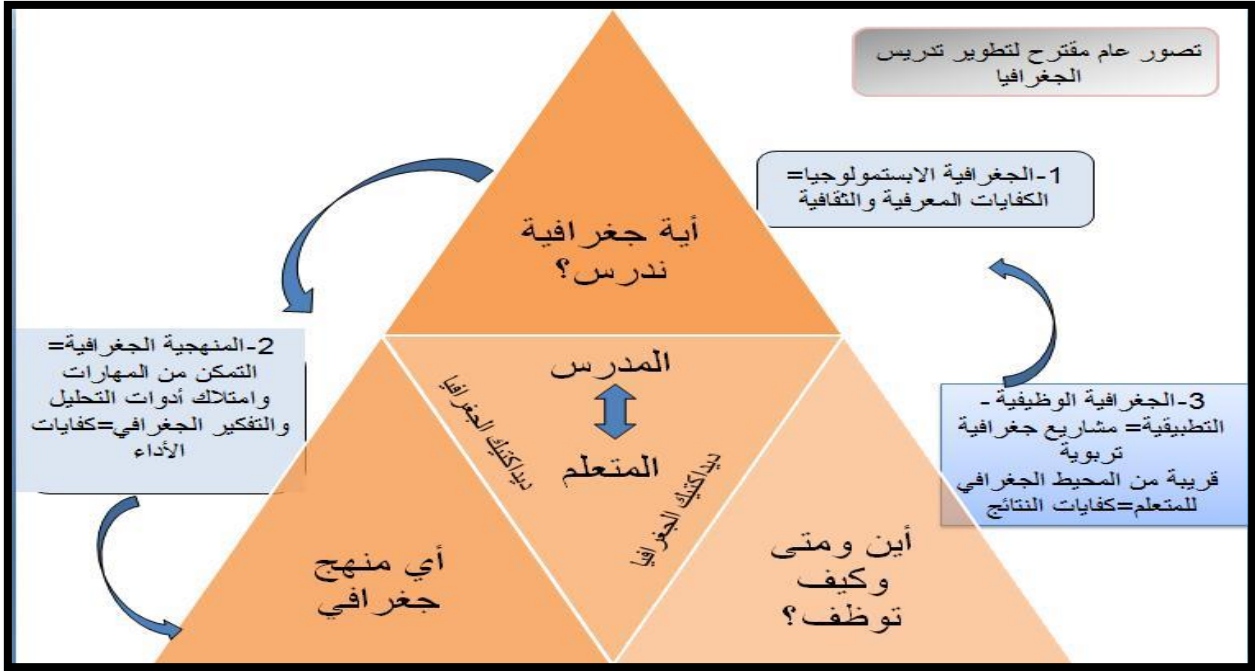 تصور عام مقترح لتطوير تدريس
الجغرافيا
1-الجغرافية الابستمولوجيا=
الكفايات المعرفية والثقافية
أية جغرافية
ندرس؟
2-المنهجية الجغرافية=
التمكن من المهارات
وامتلاك أدوات التحليل
والتفكير الجغرافي=كفايات
الأداء
المدرس
المتعلم
ديداكتيك الجغرافيا
ديداكتيك الجغرافيا
3-الجغرافية الوظيفية -
التطبيقية= مشاريع جغرافية
تربوية
قريبة من المحيط الجغرافي
للمتعلم=كفايات النتائج
أي منهج
جغرافي
أين ومتى
وكيف
توظف؟